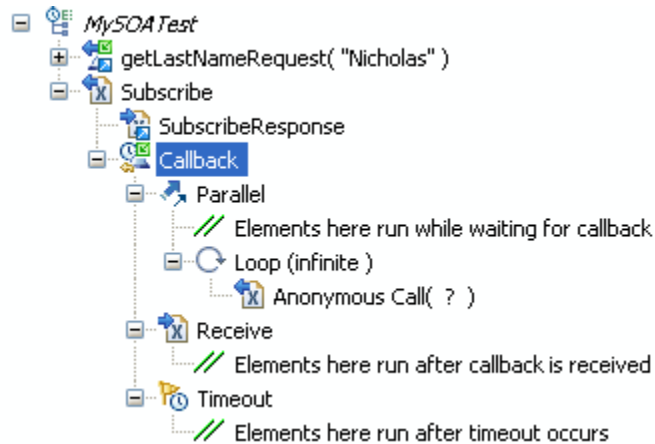 MySOATest
getLastNameRequest( "Nicholas" )
Subscribe
SubscribeResponse
Callback
Parallel
Elements here run while waiting for callback
Loop (infinite )
Anonymous Call( ? )
Receive
Elements here run after callback is received
Timeout
Elements here run after timeout occurs